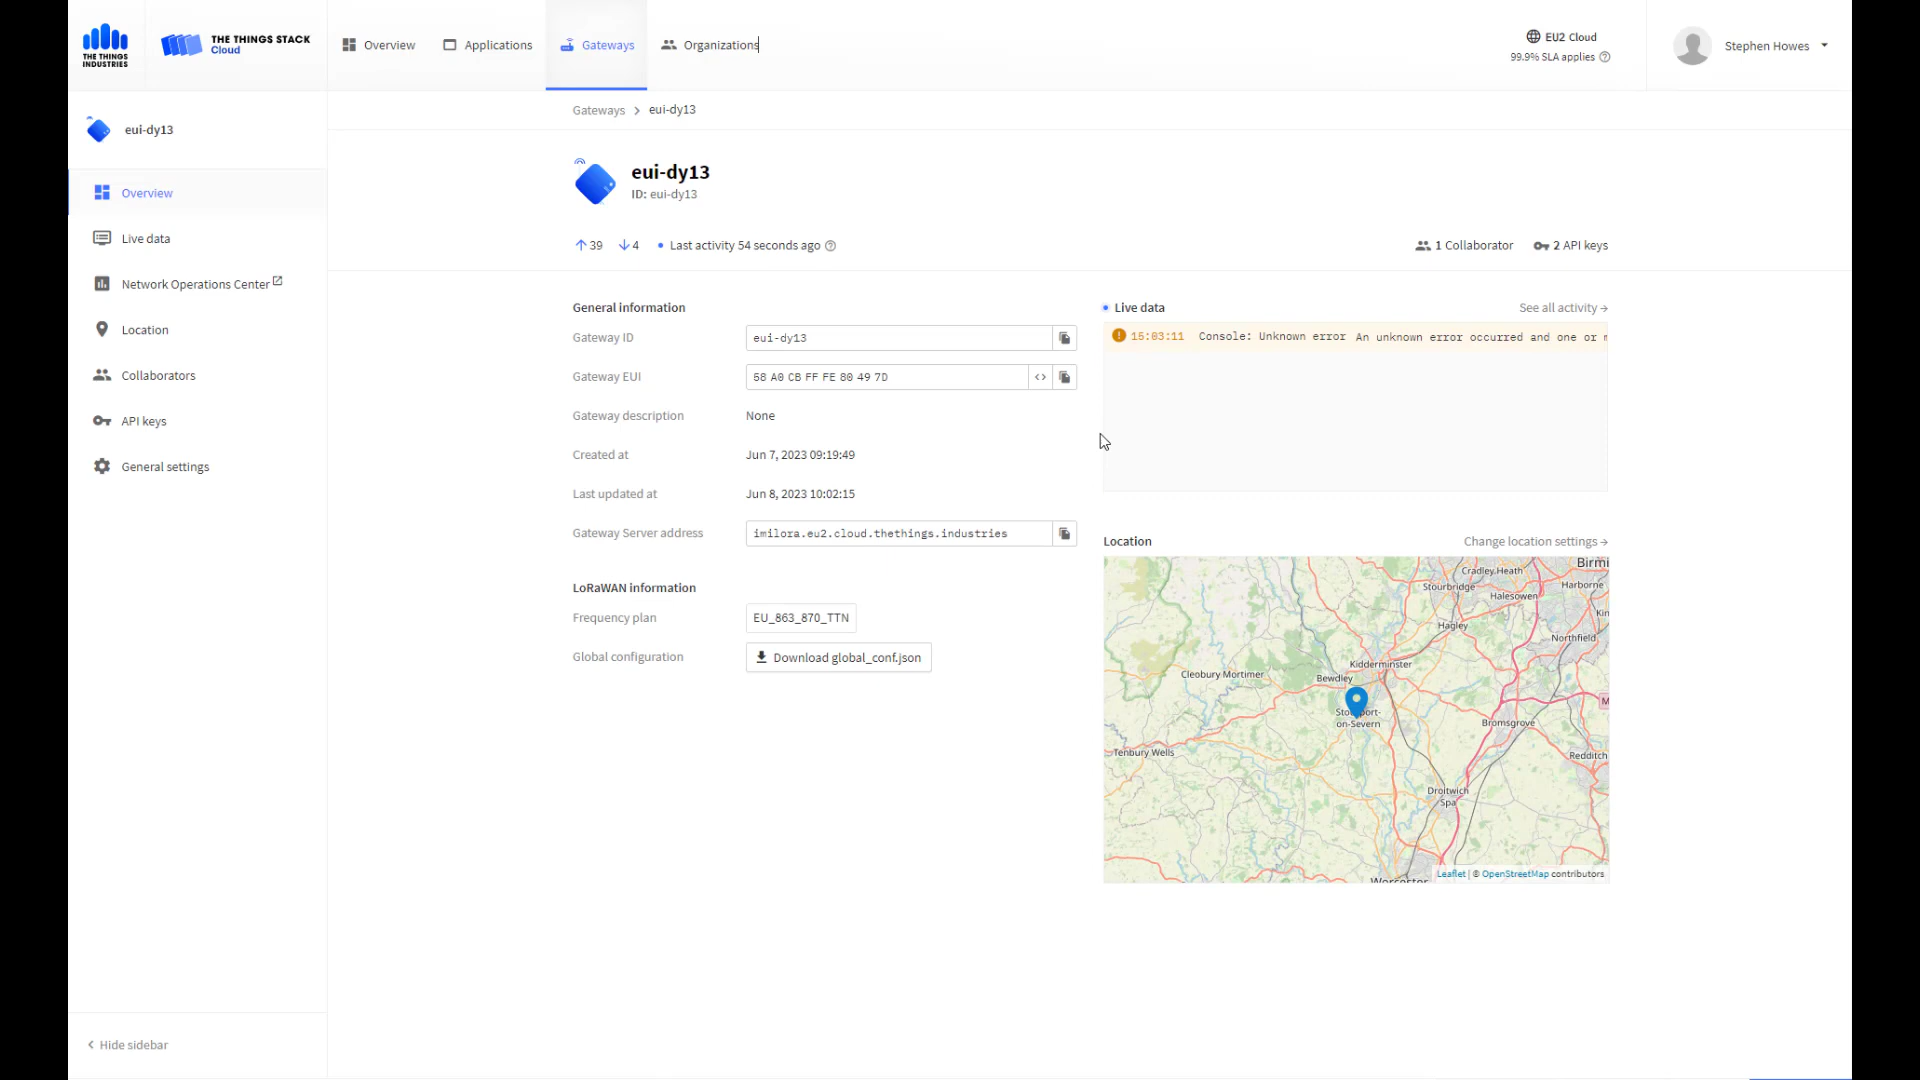 THE THINGS INDUSTRIES
THE THINGS STACK
Cloud
Overview
Applications
Gateways
Organizations
EU2 Cloud
99.9% SLA applies
Stephen Howes
eui-dy13
Overview
Live data
Network Operations Center
Location
Collaborators
API keys
General settings
Hide sidebar
Gateways > eui-dy13
eui-dy13
ID: eui-dy13
↑ 39 ↓ 4 • Last activity 54 seconds ago
1 Collaborator
2 API keys
General information
Gateway ID eui-dy13
Gateway EUI 58 A0 CB FF FE 80 49 7D
Gateway description None
Created at Jun 7, 2023 09:19:49
Last updated at Jun 8, 2023 10:02:15
Gateway Server address imilora.eu2.cloud.thethings.industries
LoRaWAN information
Frequency plan EU_863_870_TTN
Global configuration Download global_conf.json
• Live data
See all activity →
15:03:11 Console: Unknown error An unknown error occurred and one or
Location
Change location settings →
Birmi
Cradley Heath
Stourbridge
Harborne
Halesowen
Kin
Hagley
Northfield
Kidderminster
Cleobury Mortimer
Bewdley
-on-Severn
M
Bromsgrove
Tenbury Wells
Redditch
Droitwich
Spa
Worcester
Leaflet | © OpenStreetMap contributors